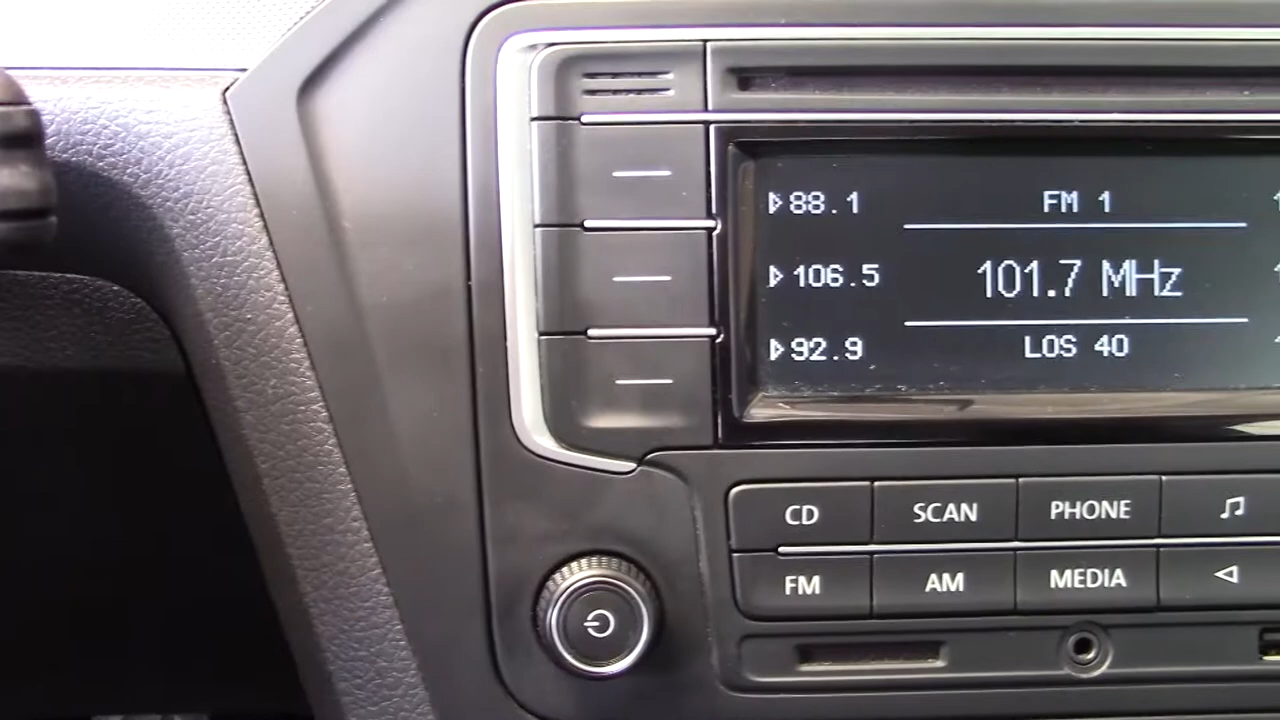 88.1 FM 1
106.5 101.7 MHz
92.9 LOS 40
CD SCAN PHONE
FM AM MEDIA